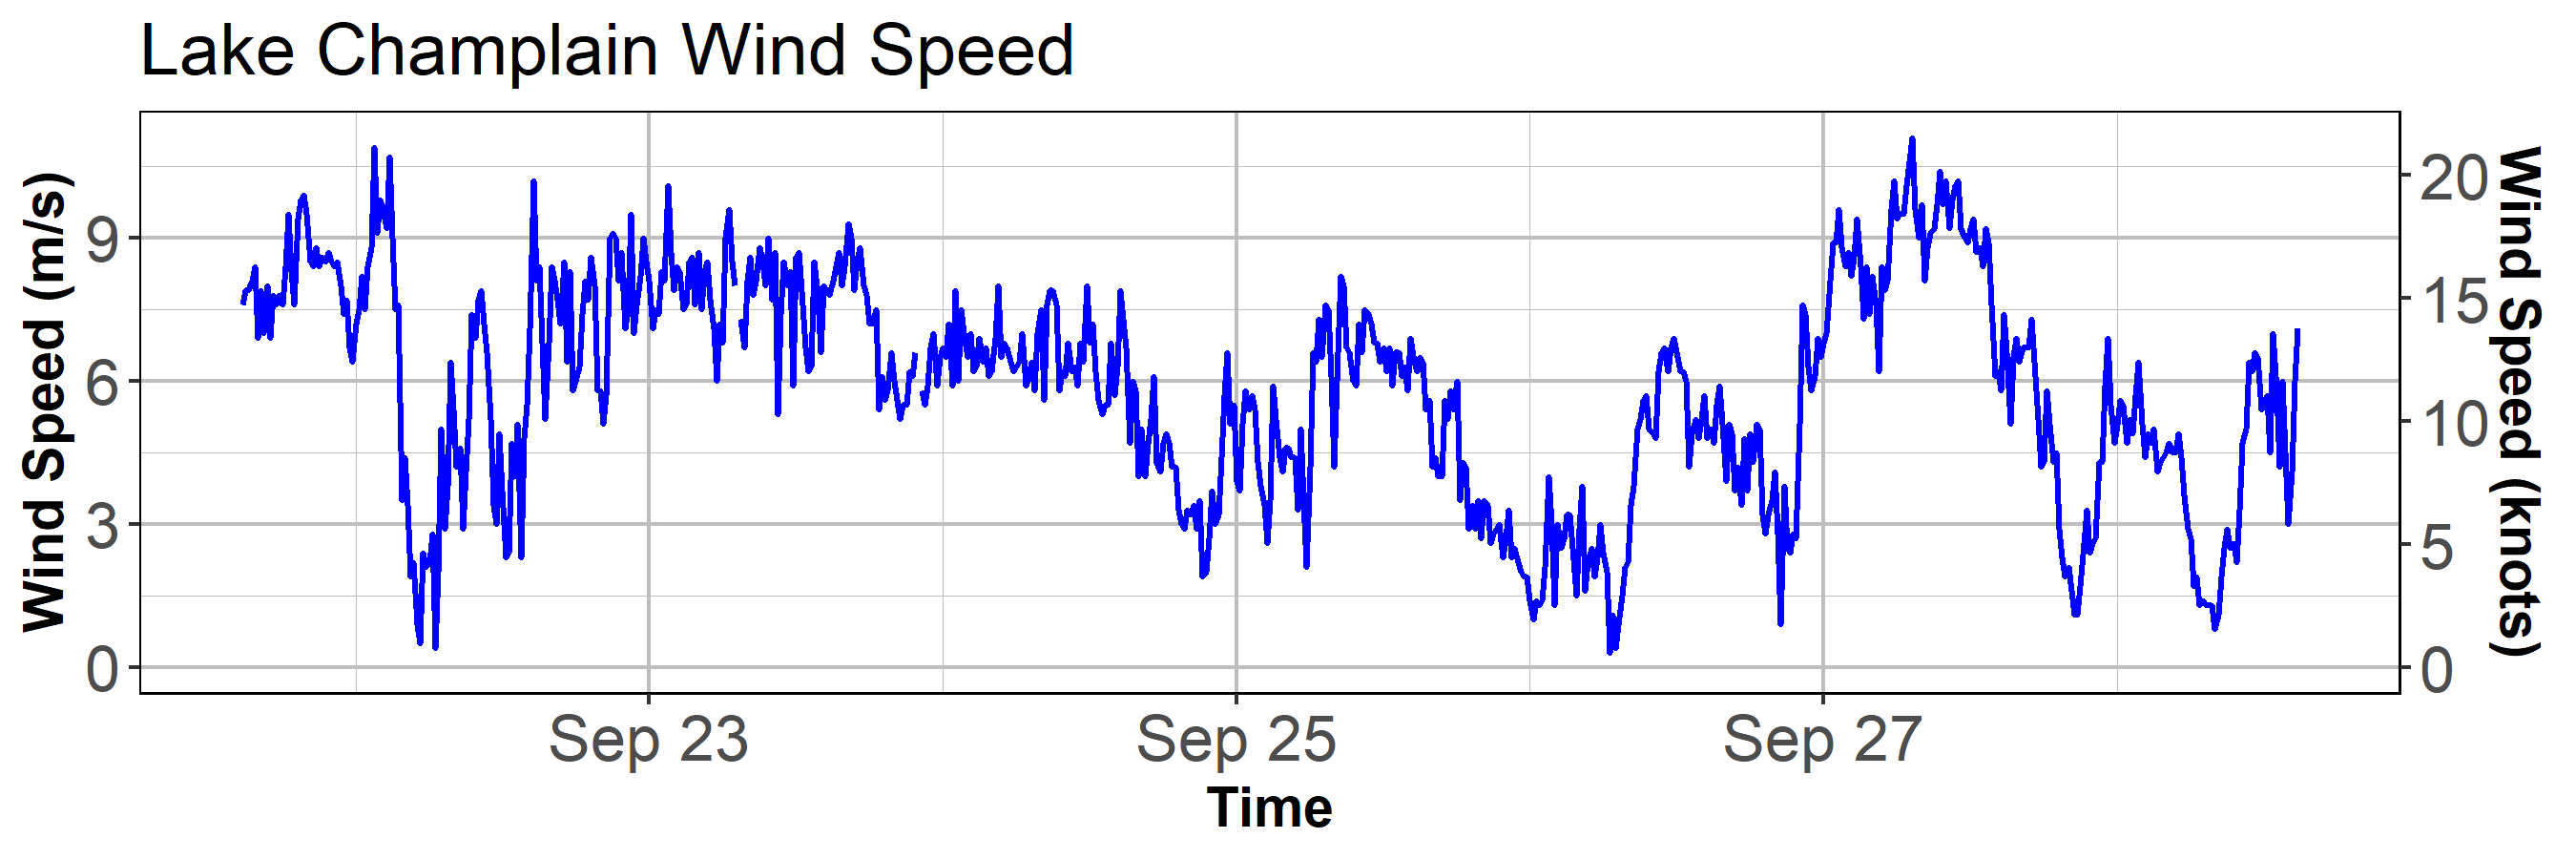 Lake Champlain Wind Speed
Wind Speed (m/s)
9
6
3
0
20
15
10
5
0
Wind Speed (knots)
Sep 23
Sep 25
Sep 27
Time